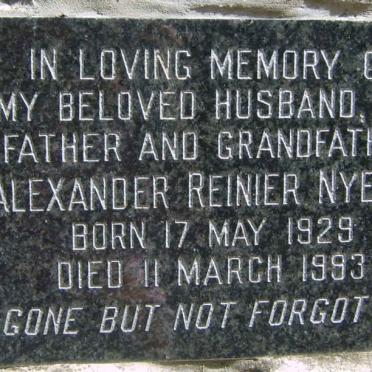 IN LOVING MEMORY O
MY BELOVED HUSBAND,
FATHER AND GRANDFATH
ALEXANDER REINIER NYE
BORN 17 MAY 1929
DIED 11 MARCH 1993
GONE BUT NOT FORGOT